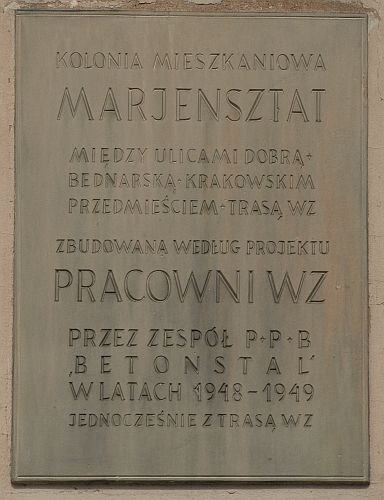 KOLONIA MIESZKANIOWA
MARJENSZTAT
MIĘDZY ULICAMI DOBRĄ +
BEDNARSKĄ · KRAKOWSKIM
PRZEDMIEŚCIEM + TRASĄ WZ
ZBUDOWANĄ WEDŁUG PROJEKTU
PRACOWNI WZ
PRZEZ ZESPÓŁ P + P + B
„BETONSTAL"
W LATACH 1948 – 1949
JEDNOCZEŚNIE Z TRASĄ WZ